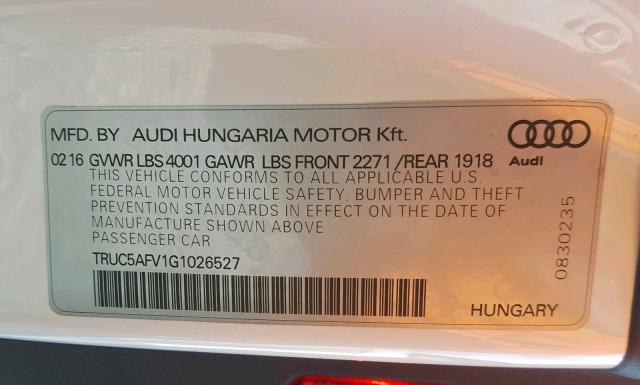 MFD. BY AUDI HUNGARIA MOTOR Kft.
02 16 GVWR LBS 4001 GAWR LBS FRONT 2271 /REAR 1918
Audi
THIS VEHICLE CONFORMS TO ALL APPLICABLE U.S.
FEDERAL MOTOR VEHICLE SAFETY, BUMPER AND THEFT
PREVENTION STANDARDS IN EFFECT ON THE DATE OF
MANUFACTURE SHOWN ABOVE
PASSENGER CAR
TRUC5AFV1G1026527
0830235
HUNGARY